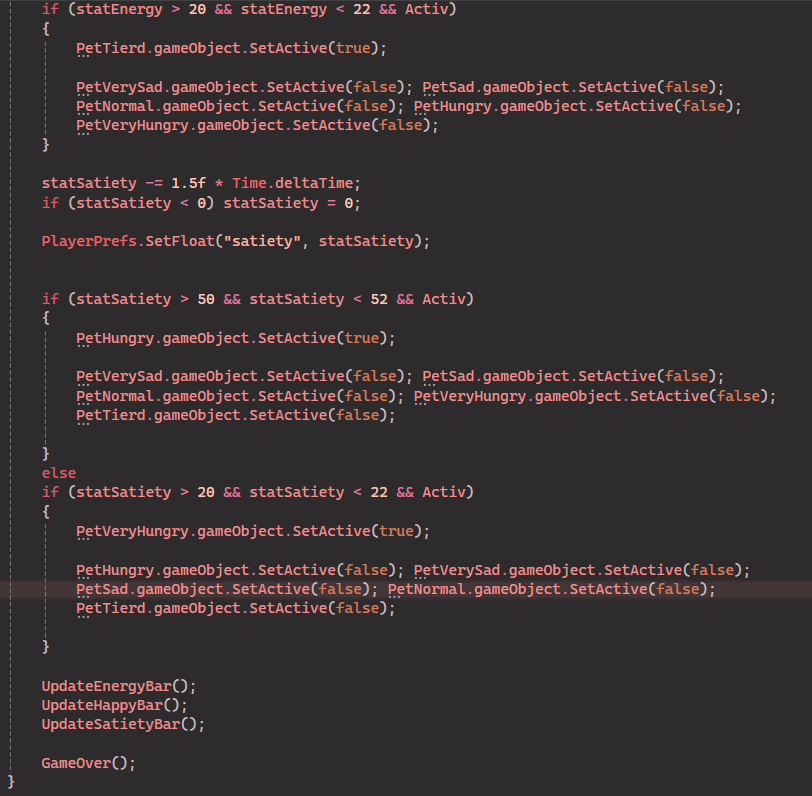 if (statEnergy > 20 && statEnergy < 22 && Activ)
{
PetTierd.gameObject.SetActive(true);
PetVerySad.gameObject.SetActive(false); PetSad.gameObject.SetActive(false);
PetNormal.gameObject.SetActive(false); PetHungry.gameObject.SetActive(false);
PetVeryHungry.gameObject.SetActive(false);
}
statSatiety -= 1.5f * Time.deltaTime;
if (statSatiety < 0) statSatiety = 0;
PlayerPrefs.SetFloat("satiety", statSatiety);
if (statSatiety > 50 && statSatiety < 52 && Activ)
{
PetHungry.gameObject.SetActive(true);
PetVerySad.gameObject.SetActive(false); PetSad.gameObject.SetActive(false);
PetNormal.gameObject.SetActive(false); PetVeryHungry.gameObject.SetActive(false);
PetTierd.gameObject.SetActive(false);
}
else
if (statSatiety > 20 && statSatiety < 22 && Activ)
{
PetVeryHungry.gameObject.SetActive(true);
PetHungry.gameObject.SetActive(false); PetVerySad.gameObject.SetActive(false);
PetSad.gameObject.SetActive(false); PetNormal.gameObject.SetActive(false);
PetTierd.gameObject.SetActive(false);
}
UpdateEnergyBar();
UpdateHappyBar();
UpdateSatietyBar();
GameOver();
}